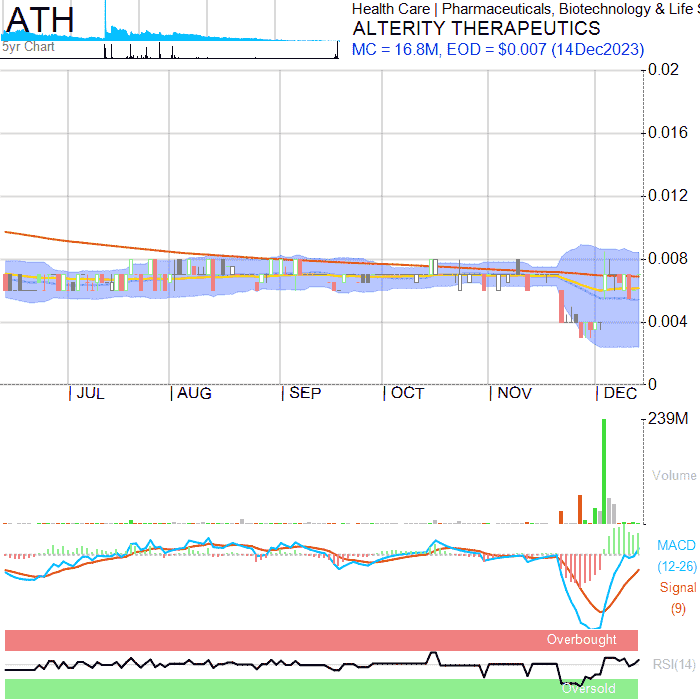 ATH
5yr Chart
Health Care | Pharmaceuticals, Biotechnology & Life S
ALTERITY THERAPEUTICS
MC = 16.8M, EOD = $0.007 (14Dec2023)
0.02
0.016
0.012
0.008
0.004
0
JUL AUG SEP OCT NOV DEC
239M
Volume
MACD
(12-26)
Signal
(9)
Overbought
RSI(14)
Oversold